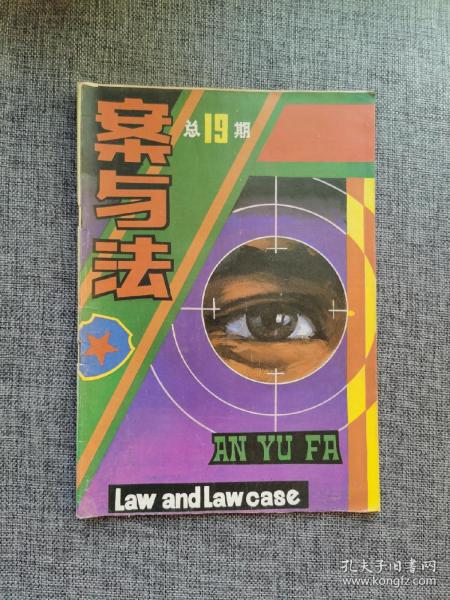 案与法
总19期
AN YU FA
Law and Law case
孔夫子旧书网
www.kongfz.com